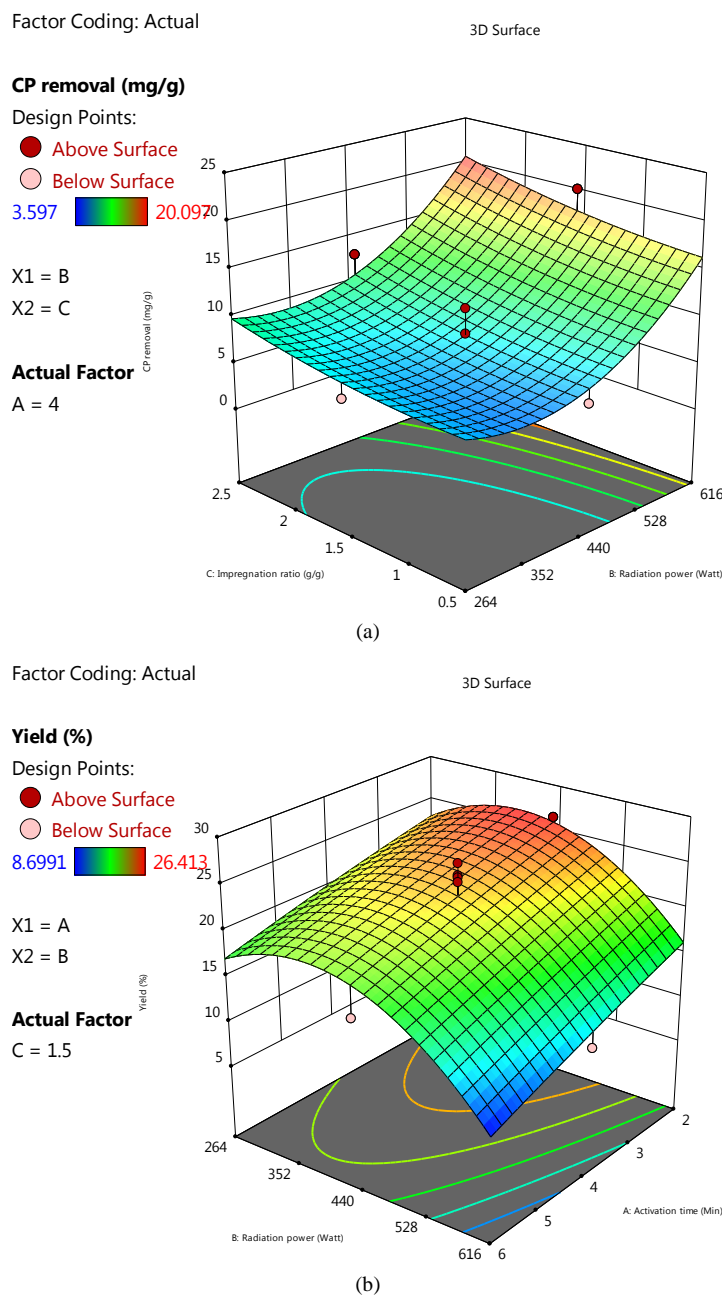 Factor Coding: Actual
3D Surface
CP removal (mg/g)
Design Points:
Above Surface
Below Surface
3.597 20.097
X1 = B
X2 = C
Actual Factor
A = 4
CP removal (mg/g)
25
20
15
10
5
0
2.5
2
1.5
1
0.5
264
352
440
528
616
C: Impregnation ratio (g/g)
B: Radiation power (Watt)
(a)
Factor Coding: Actual
3D Surface
Yield (%)
Design Points:
Above Surface
Below Surface
8.6991 26.413
X1 = A
X2 = B
Actual Factor
C = 1.5
Yield (%)
30
25
20
15
10
5
264
352
440
528
616
6
5
4
3
2
B: Radiation power (Watt)
A: Activation time (Min)
(b)